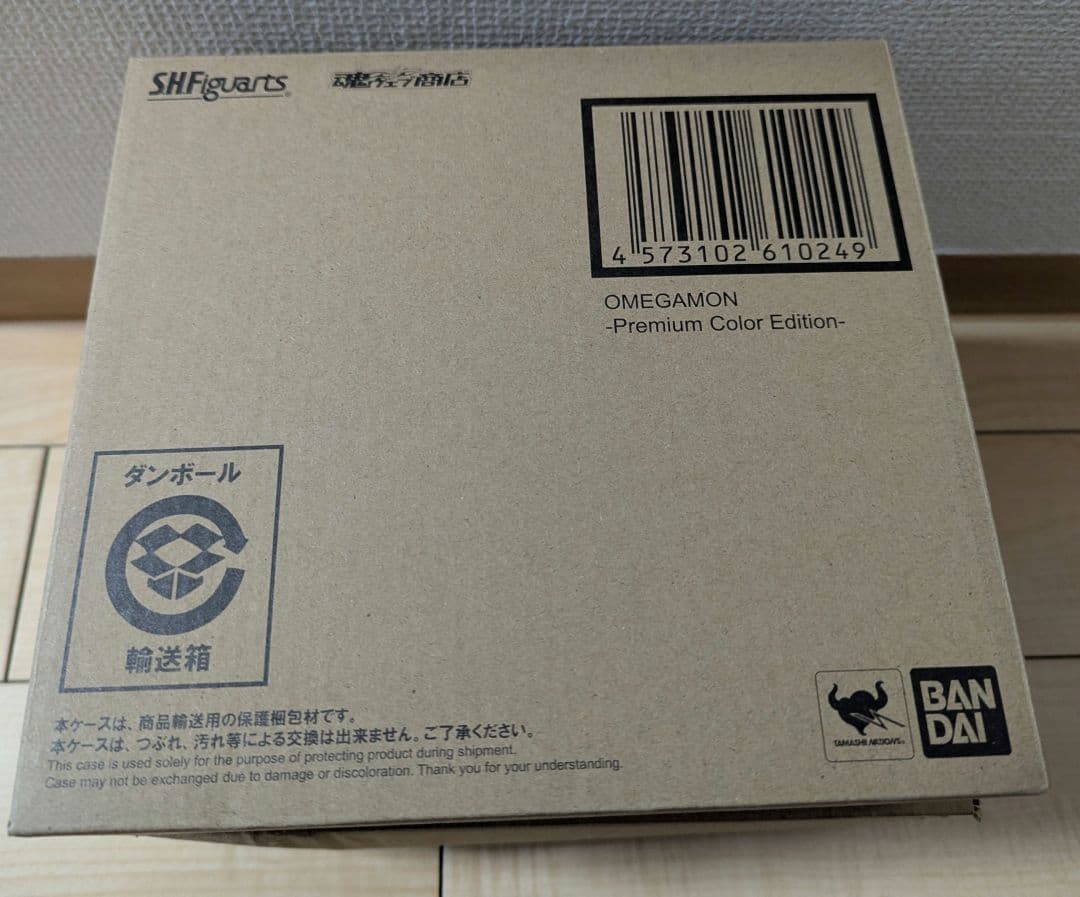 S.H.Figuarts
魂ウェブ商店
4 573102 610249
OMEGAMON
-Premium Color Edition-
ダンボール
輸送箱
本ケースは、商品輸送用の保護梱包材です。
本ケースは、つぶれ、汚れ等による交換は出来ません。ご了承ください。
This case is used solely for the purpose of protecting product during shipment.
Case may not be exchanged due to damage or discoloration. Thank you for your understanding.
TAMASHII NATIONS
BAN
DAI